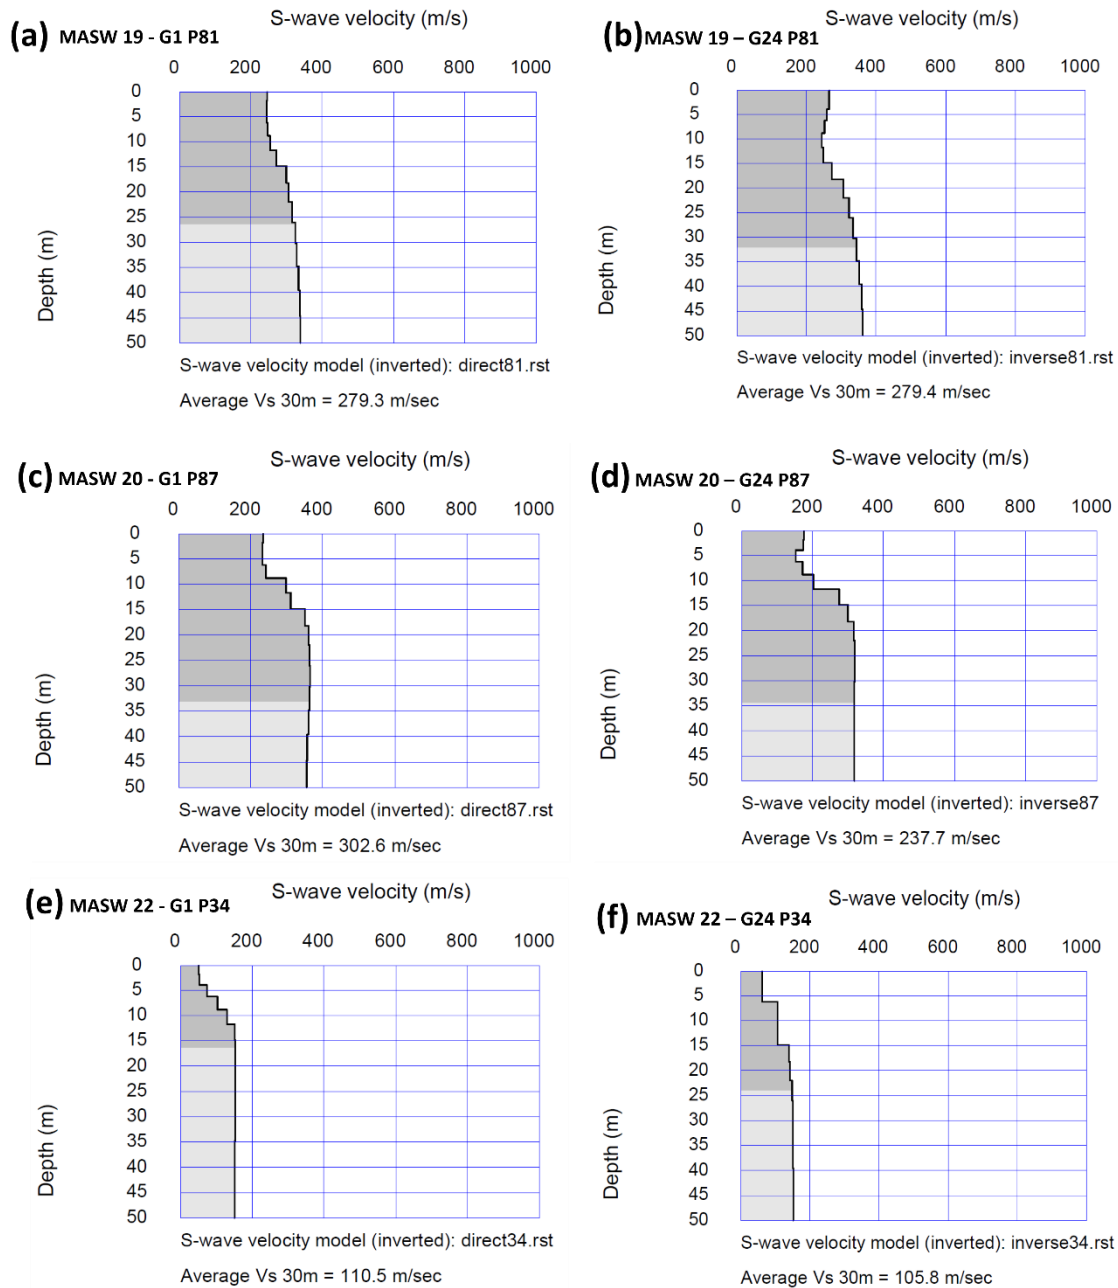 S-wave velocity (m/s)
(a) MASW 19 - G1 P81
0 200 400 600 800 1000
0
5
10
15
20
25
30
35
40
45
50
Depth (m)
S-wave velocity model (inverted): direct81.rst
Average Vs 30m = 279.3 m/sec
S-wave velocity (m/s)
(b) MASW 19 – G24 P81
0 200 400 600 800 1000
0
5
10
15
20
25
30
35
40
45
50
Depth (m)
S-wave velocity model (inverted): inverse81.rst
Average Vs 30m = 279.4 m/sec
S-wave velocity (m/s)
(c) MASW 20 - G1 P87
0 200 400 600 800 1000
0
5
10
15
20
25
30
35
40
45
50
Depth (m)
S-wave velocity model (inverted): direct87.rst
Average Vs 30m = 302.6 m/sec
S-wave velocity (m/s)
(d) MASW 20 – G24 P87
0 200 400 600 800 1000
0
5
10
15
20
25
30
35
40
45
50
Depth (m)
S-wave velocity model (inverted): inverse87
Average Vs 30m = 237.7 m/sec
S-wave velocity (m/s)
(e) MASW 22 - G1 P34
0 200 400 600 800 1000
0
5
10
15
20
25
30
35
40
45
50
Depth (m)
S-wave velocity model (inverted): direct34.rst
Average Vs 30m = 110.5 m/sec
S-wave velocity (m/s)
(f) MASW 22 – G24 P34
0 200 400 600 800 1000
0
5
10
15
20
25
30
35
40
45
50
Depth (m)
S-wave velocity model (inverted): inverse34.rst
Average Vs 30m = 105.8 m/sec